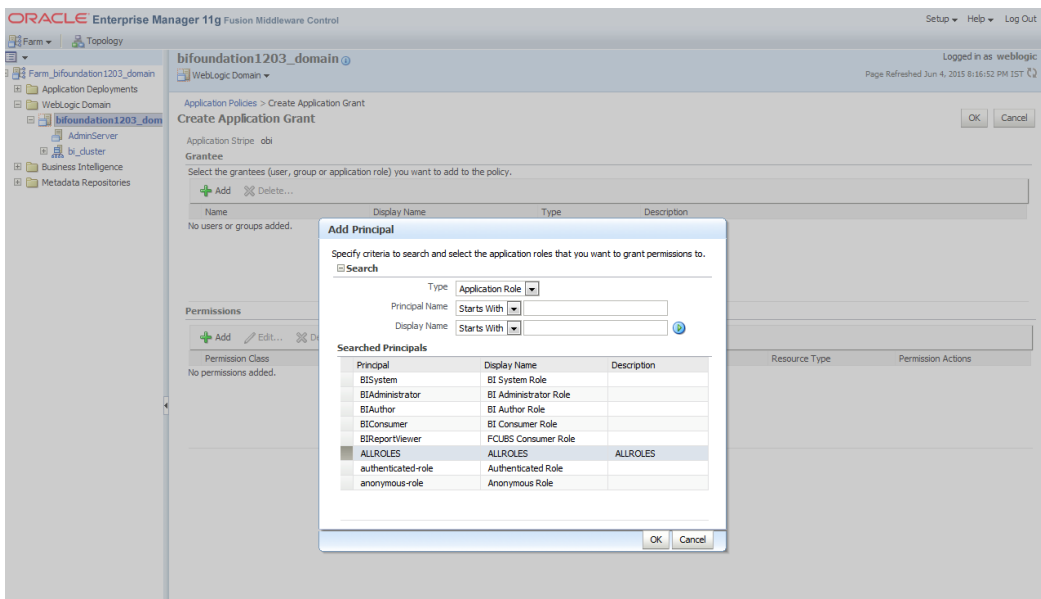 ORACLE Enterprise Manager 11g Fusion Middleware Control
Setup Help Log Out
Farm Topology
bifoundation1203_domain
Logged in as weblogic
WebLogic Domain
Page Refreshed Jun 4, 2015 8:16:52 PM IST
Farm_bifoundation1203_domain
Application Deployments
WebLogic Domain
bifoundation1203_dom
AdminServer
bi_cluster
Business Intelligence
Metadata Repositories
Application Policies > Create Application Grant
Create Application Grant
OK Cancel
Application Stripe obi
Grantee
Select the grantees (user, group or application role) you want to add to the policy.
Add Delete...
Name Display Name Type Description
No users or groups added.
Permissions
Add Edit... De
Permission Class Resource Type Permission Actions
No permissions added.
Add Principal
Specify criteria to search and select the application roles that you want to grant permissions to.
Search
Type Application Role
Principal Name Starts With
Display Name Starts With
Searched Principals
Principal Display Name Description
BISystem BI System Role
BIAdministrator BI Administrator Role
BIAuthor BI Author Role
BIConsumer BI Consumer Role
BIReportViewer FCUBS Consumer Role
ALLROLES ALLROLES ALLROLES
authenticated-role Authenticated Role
anonymous-role Anonymous Role
OK Cancel